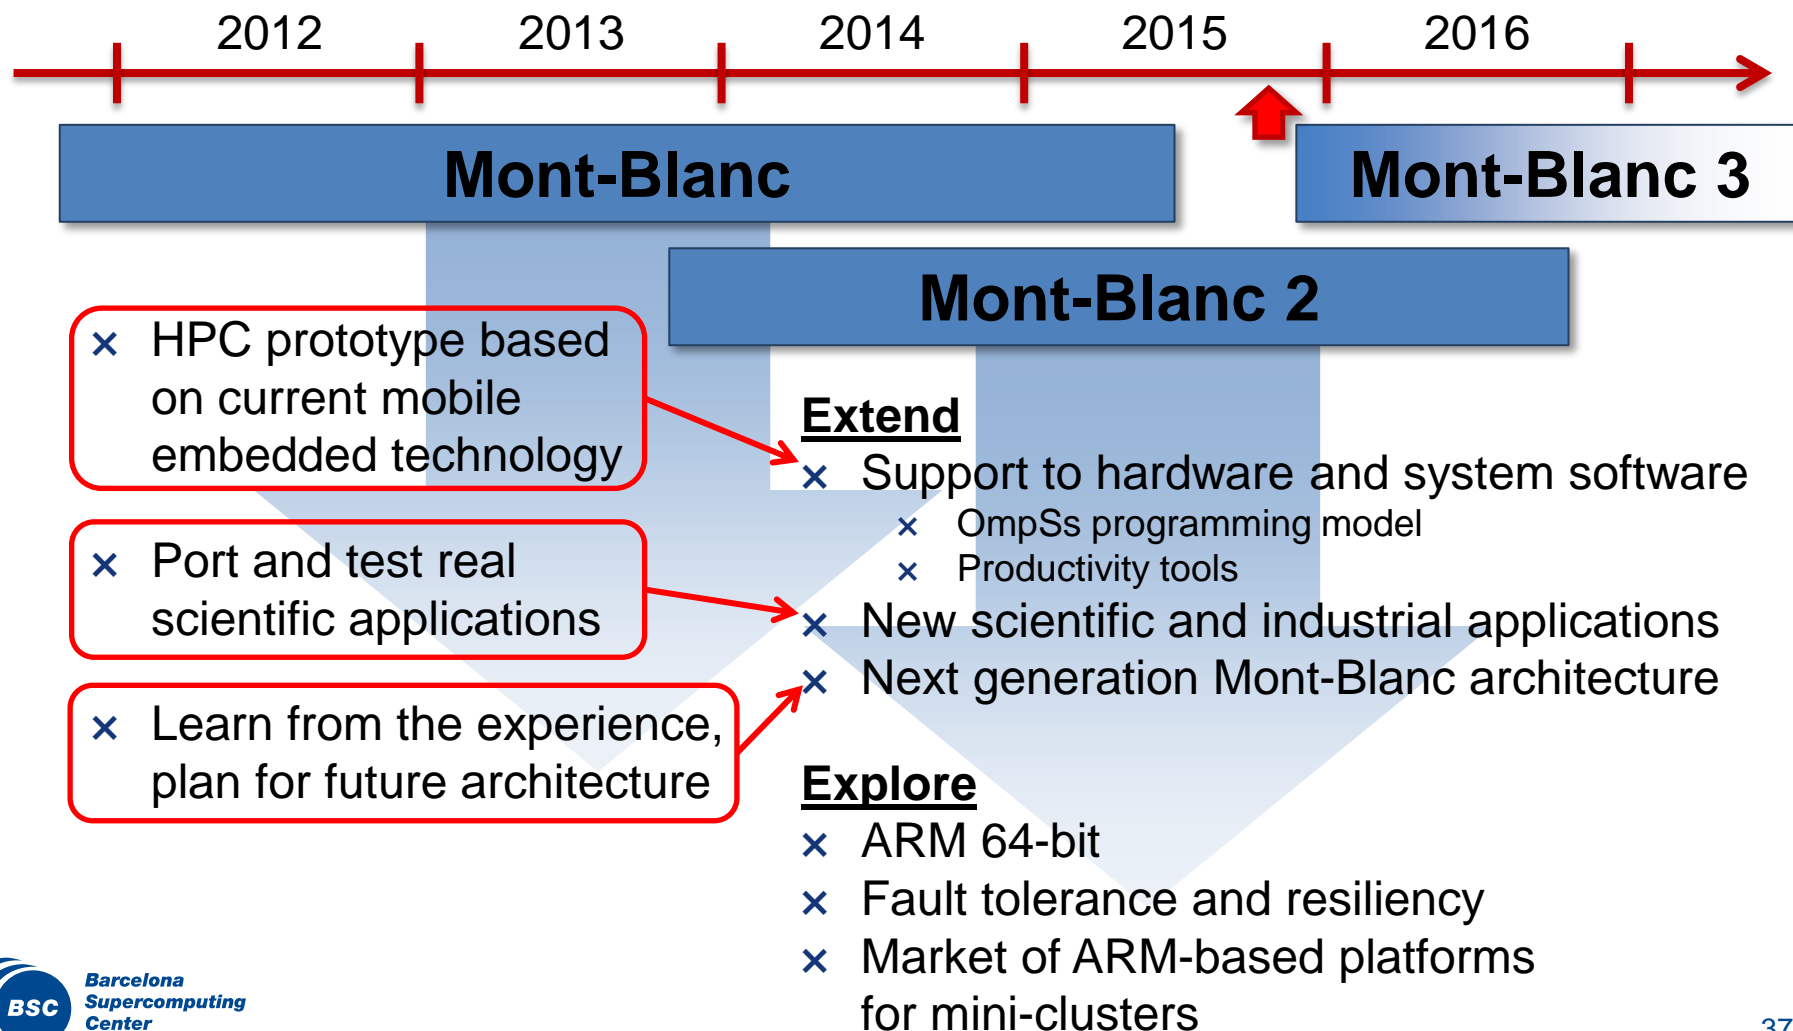 2012 2013 2014 2015 2016
Mont-Blanc
Mont-Blanc 3
Mont-Blanc 2
× HPC prototype based
on current mobile
embedded technology
× Port and test real
scientific applications
× Learn from the experience,
plan for future architecture
Extend
× Support to hardware and system software
× OmpSs programming model
× Productivity tools
× New scientific and industrial applications
× Next generation Mont-Blanc architecture
Explore
× ARM 64-bit
× Fault tolerance and resiliency
× Market of ARM-based platforms
for mini-clusters
BSC
Barcelona
Supercomputing
Center
37